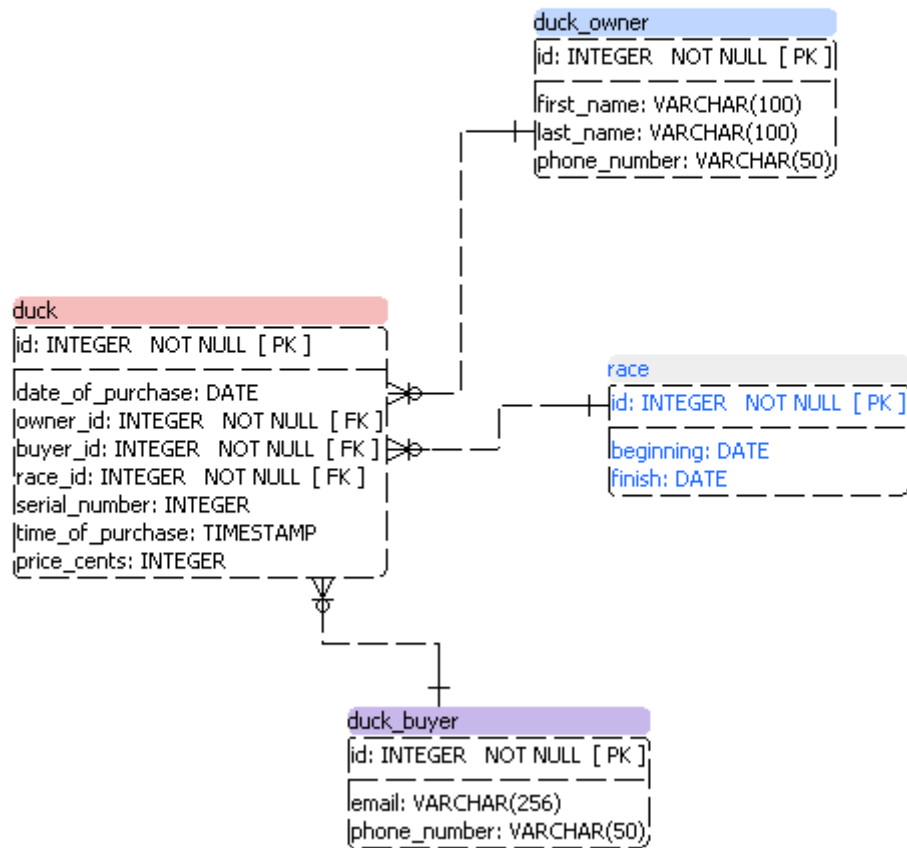 duck_owner
id: INTEGER NOT NULL [ PK ]
first_name: VARCHAR(100)
last_name: VARCHAR(100)
phone_number: VARCHAR(50)
duck
id: INTEGER NOT NULL [ PK ]
date_of_purchase: DATE
owner_id: INTEGER NOT NULL [ FK ]
buyer_id: INTEGER NOT NULL [ FK ]
race_id: INTEGER NOT NULL [ FK ]
serial_number: INTEGER
time_of_purchase: TIMESTAMP
price_cents: INTEGER
race
id: INTEGER NOT NULL [ PK ]
beginning: DATE
finish: DATE
duck_buyer
id: INTEGER NOT NULL [ PK ]
email: VARCHAR(256)
phone_number: VARCHAR(50)